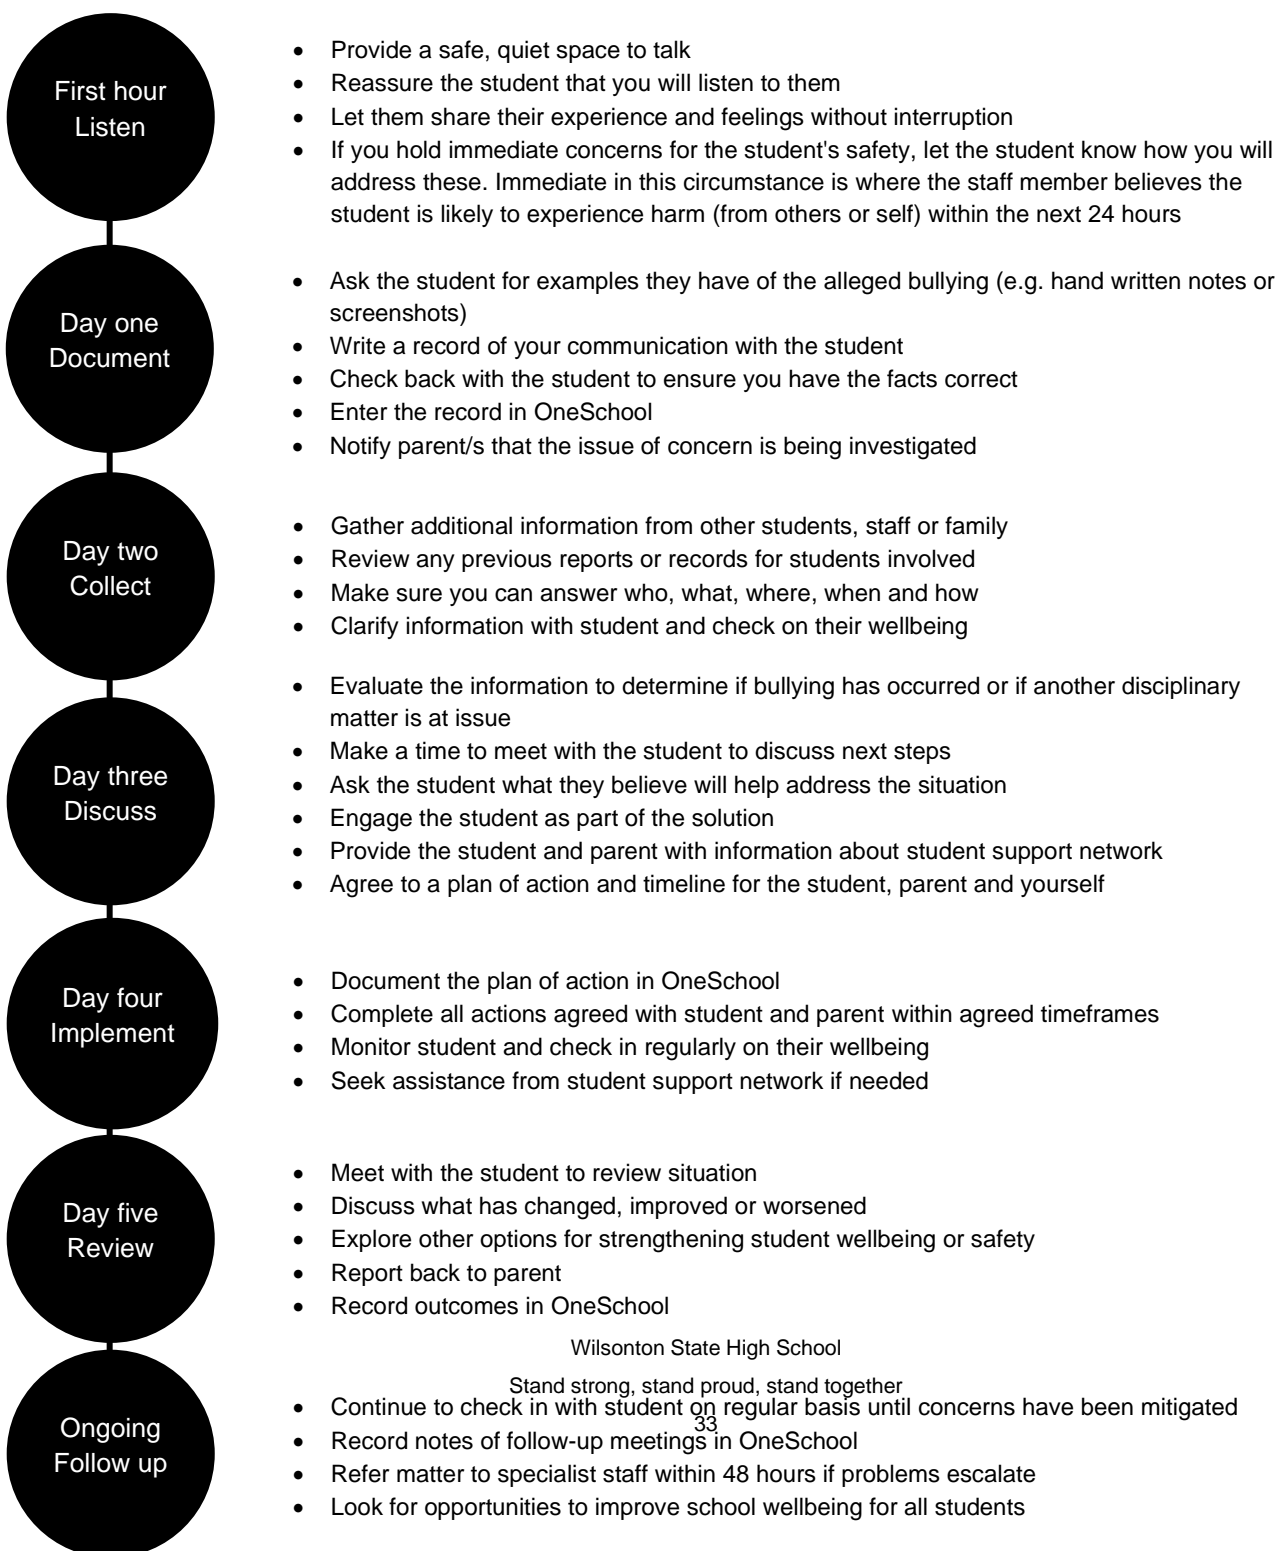 First hour
Listen
• Provide a safe, quiet space to talk
• Reassure the student that you will listen to them
• Let them share their experience and feelings without interruption
• If you hold immediate concerns for the student's safety, let the student know how you will
address these. Immediate in this circumstance is where the staff member believes the
student is likely to experience harm (from others or self) within the next 24 hours
Day one
Document
• Ask the student for examples they have of the alleged bullying (e.g. hand written notes or
screenshots)
• Write a record of your communication with the student
• Check back with the student to ensure you have the facts correct
• Enter the record in OneSchool
• Notify parent/s that the issue of concern is being investigated
Day two
Collect
• Gather additional information from other students, staff or family
• Review any previous reports or records for students involved
• Make sure you can answer who, what, where, when and how
• Clarify information with student and check on their wellbeing
Day three
Discuss
• Evaluate the information to determine if bullying has occurred or if another disciplinary
matter is at issue
• Make a time to meet with the student to discuss next steps
• Ask the student what they believe will help address the situation
• Engage the student as part of the solution
• Provide the student and parent with information about student support network
• Agree to a plan of action and timeline for the student, parent and yourself
Day four
Implement
• Document the plan of action in OneSchool
• Complete all actions agreed with student and parent within agreed timeframes
• Monitor student and check in regularly on their wellbeing
• Seek assistance from student support network if needed
Day five
Review
• Meet with the student to review situation
• Discuss what has changed, improved or worsened
• Explore other options for strengthening student wellbeing or safety
• Report back to parent
• Record outcomes in OneSchool
Wilsonton State High School
Stand strong, stand proud, stand together
33
Ongoing
Follow up
• Continue to check in with student on regular basis until concerns have been mitigated
• Record notes of follow-up meetings in OneSchool
• Refer matter to specialist staff within 48 hours if problems escalate
• Look for opportunities to improve school wellbeing for all students